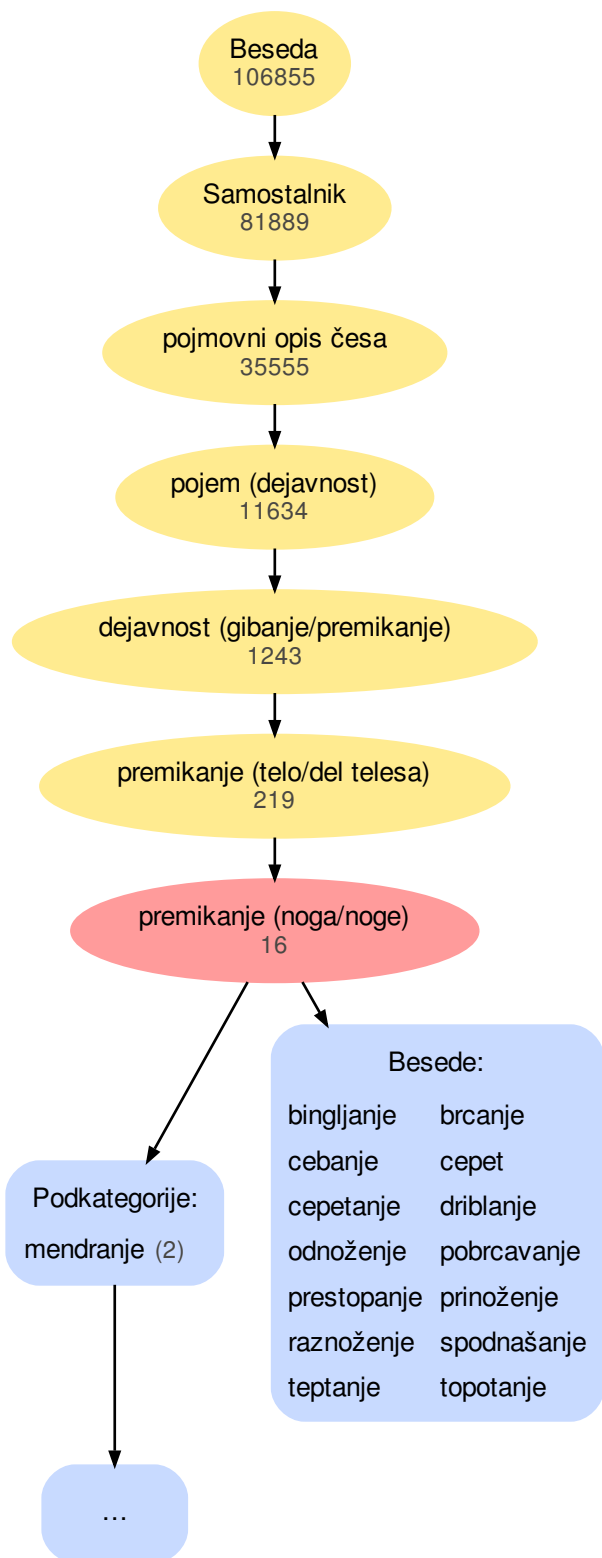 Beseda
106855
Samostalnik
81889
pojmovni opis česa
35555
pojem (dejavnost)
11634
dejavnost (gibanje/premikanje)
1243
premikanje (telo/del telesa)
219
premikanje (noga/noge)
16
Besede:
bingljanje brcanje
cebanje cepet
cepetanje driblanje
odnoženje pobrcavanje
prestopanje prinoženje
raznoženje spodnašanje
teptanje topotanje
Podkategorije:
mendranje (2)
...